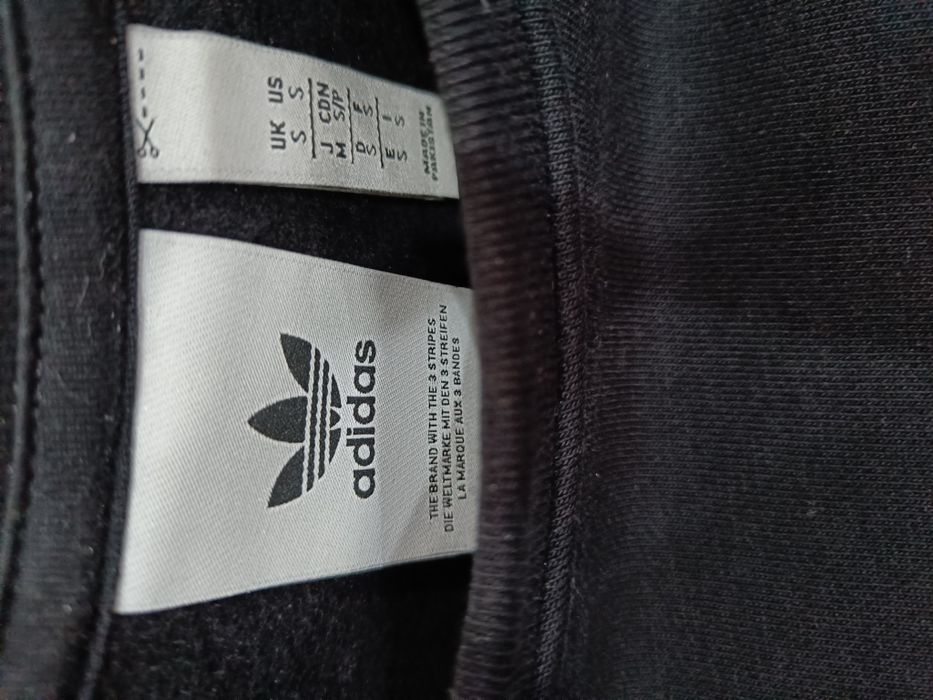 UK US
S S
J CDN
M S/P
D F
S S
E I
S S
MADE IN
PAKISTAN
adidas
THE BRAND WITH THE 3 STRIPES
DIE WELTMARKE MIT DEN 3 STREIFEN
LA MARQUE AUX 3 BANDES